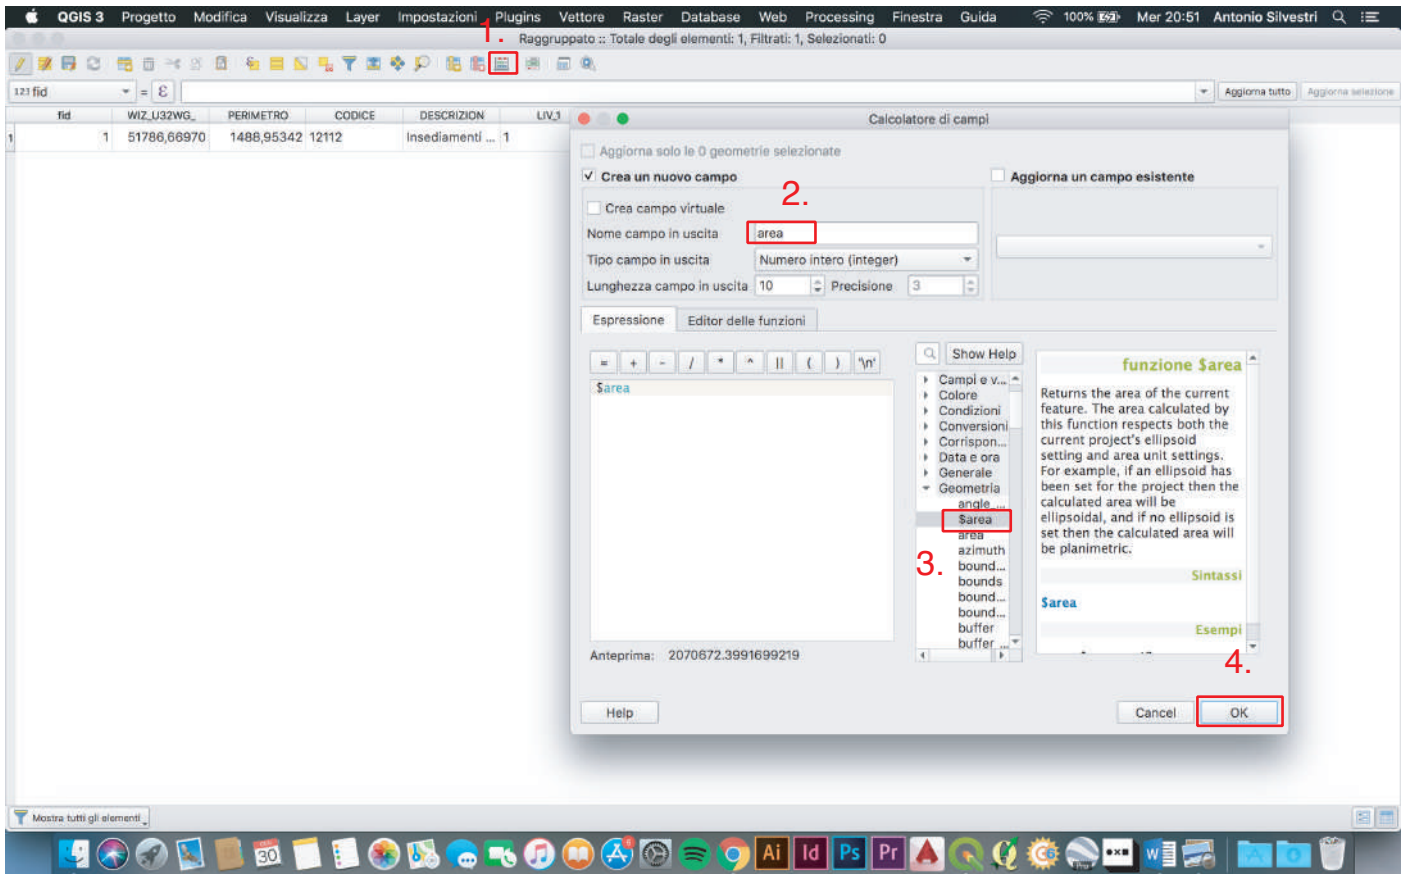 QGIS 3 Progetto Modifica Visualizza Layer Impostazioni Plugins Vettore Raster Database Web Processing Finestra Guida 100% Mer 20:51 Antonio Silvestri
1.
Raggruppato :: Totale degli elementi: 1, Filtrati: 1, Selezionati: 0
123 fid = ε Aggiorna tutto Aggiorna selezione
fid WIZ_U32WG_ PERIMETRO CODICE DESCRIZION LIV_1
1 1 51786,66970 1488,95342 12112 Insediamenti ... 1
Calcolatore di campi
Aggiorna solo le 0 geometrie selezionate
Crea un nuovo campo
Aggiorna un campo esistente
2.
Crea campo virtuale
Nome campo in uscita area
Tipo campo in uscita Numero intero (integer)
Lunghezza campo in uscita 10 Precisione 3
Espressione Editor delle funzioni
= + - / * ^ || ( ) '\n'
$area
Show Help
Campi e v...
Colore
Condizioni
Conversioni
Corrispon...
Data e ora
Generale
Geometria
angle_...
$area
area
azimuth
bound...
bounds
bound...
bound...
buffer
buffer ...
3.
funzione $area
Returns the area of the current
feature. The area calculated by
this function respects both the
current project's ellipsoid
setting and area unit settings.
For example, if an ellipsoid has
been set for the project then the
calculated area will be
ellipsoidal, and if no ellipsoid is
set then the calculated area will
be planimetric.
Sintassi
$area
Esempi
Anteprima: 2070672.3991699219
4.
Help Cancel OK
Mostra tutti gli elementi
30 Ai Id Ps Pr